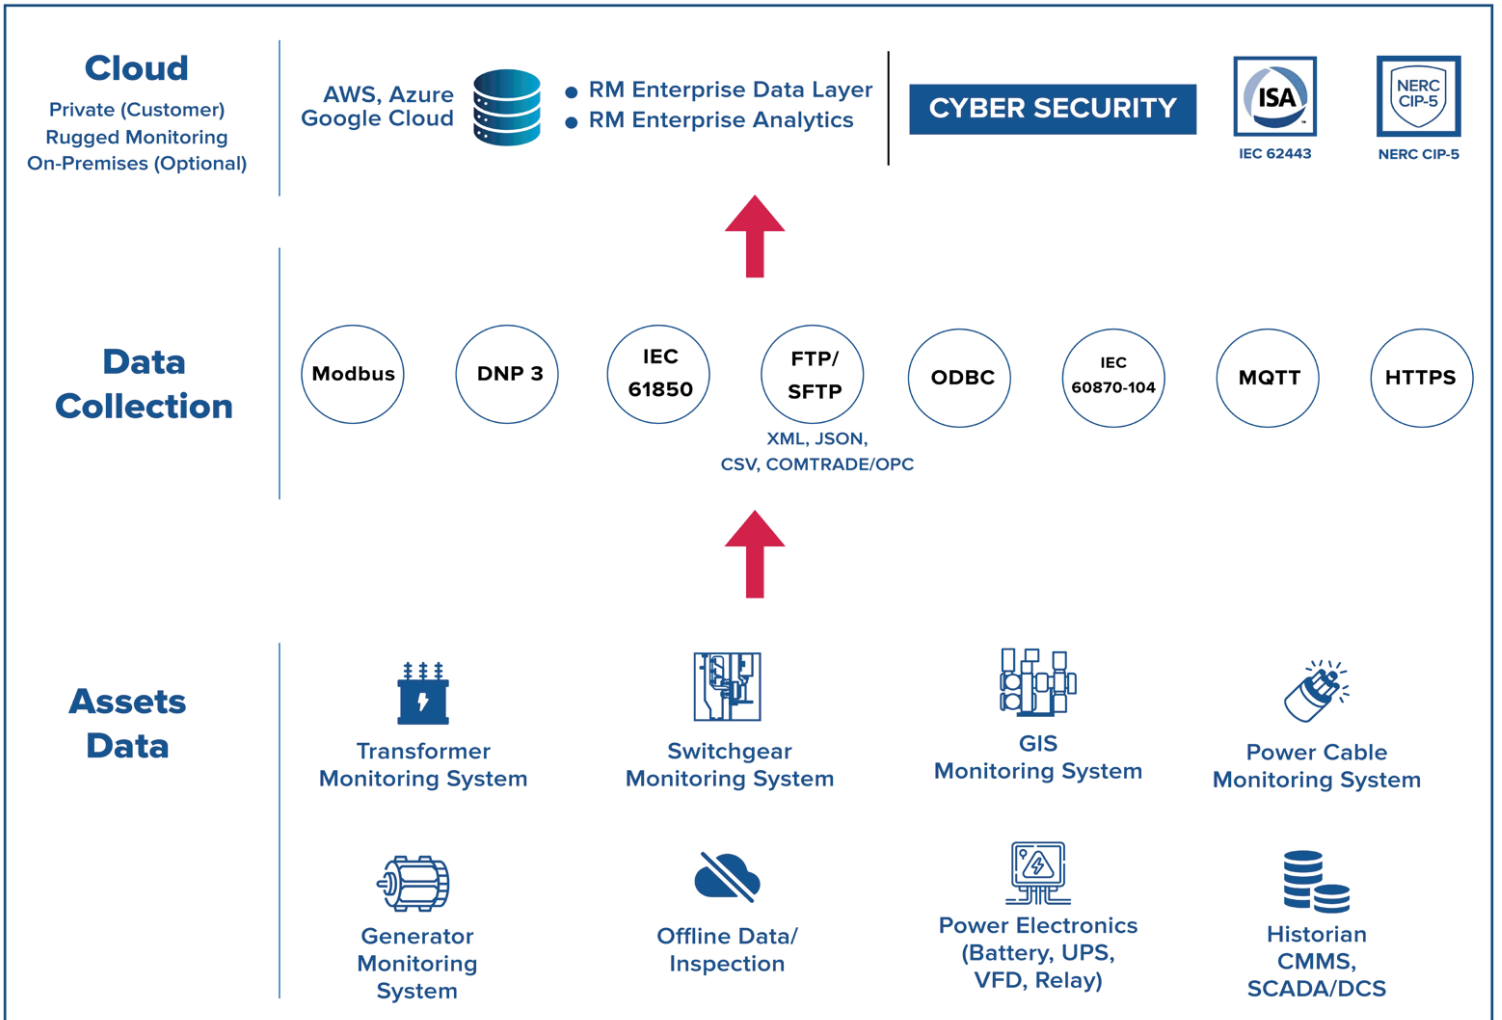 Cloud
Private (Customer)
Rugged Monitoring
On-Premises (Optional)
AWS, Azure
Google Cloud
● RM Enterprise Data Layer
● RM Enterprise Analytics
CYBER SECURITY
ISA
™
IEC 62443
NERC
CIP-5
NERC CIP-5
Data
Collection
Modbus
DNP 3
IEC
61850
FTP/
SFTP
XML, JSON,
CSV, COMTRADE/OPC
ODBC
IEC
60870-104
MQTT
HTTPS
Assets
Data
Transformer
Monitoring System
Switchgear
Monitoring System
GIS
Monitoring System
Power Cable
Monitoring System
Generator
Monitoring
System
Offline Data/
Inspection
Power Electronics
(Battery, UPS,
VFD, Relay)
Historian
CMMS,
SCADA/DCS